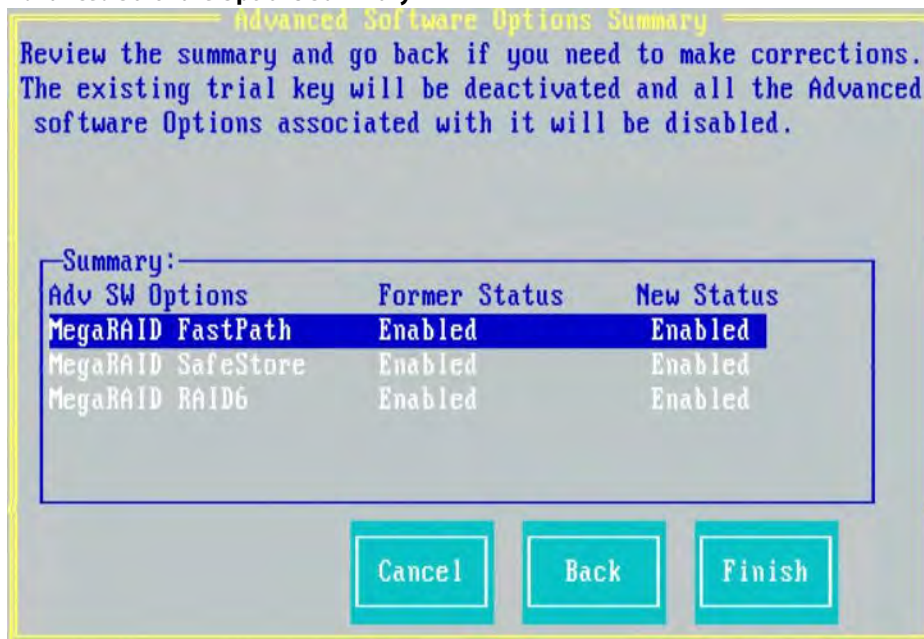 Advanced Software Options Summary
Review the summary and go back if you need to make corrections.
The existing trial key will be deactivated and all the Advanced
software Options associated with it will be disabled.
Summary:
Adv SW Options Former Status New Status
MegaRAID FastPath Enabled Enabled
MegaRAID SafeStore Enabled Enabled
MegaRAID RAID6 Enabled Enabled
Cancel Back Finish